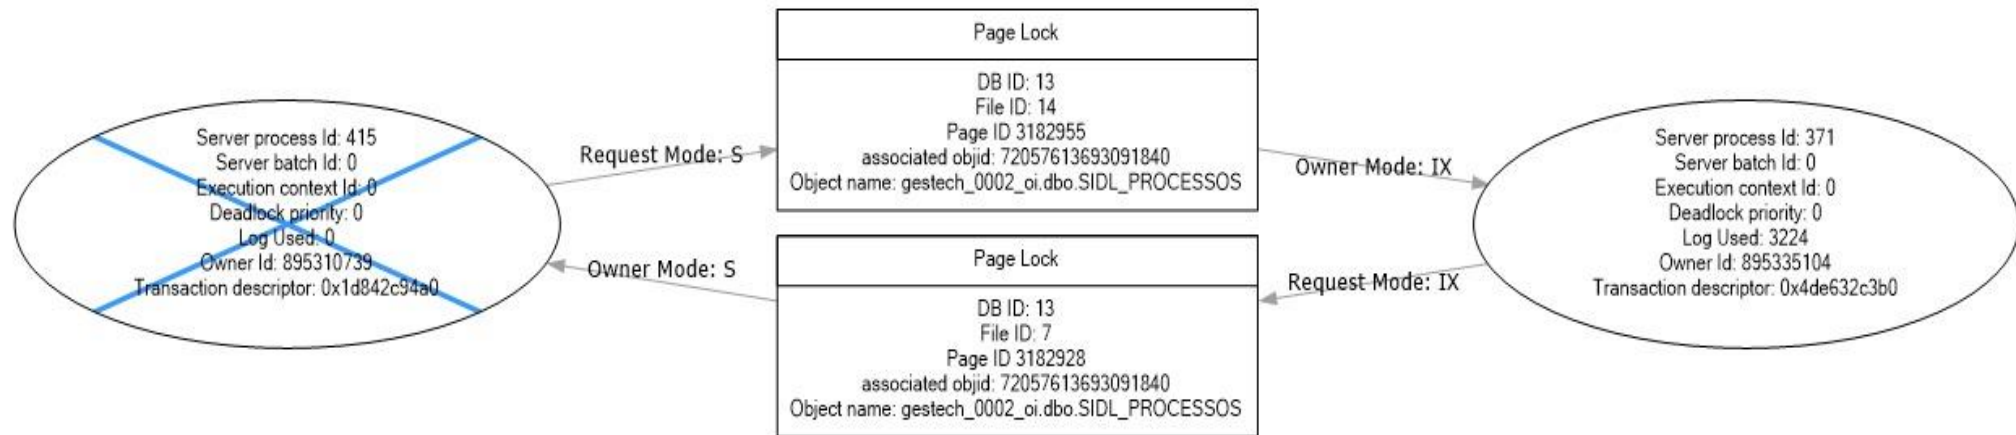 Server process Id: 415
Server batch Id: 0
Execution context Id: 0
Deadlock priority: 0
Log Used: 0
Owner Id: 895310739
Transaction descriptor: 0x1d842c94a0
Request Mode: S
Owner Mode: S
Page Lock
DB ID: 13
File ID: 14
Page ID 3182955
associated objid: 72057613693091840
Object name: gestech_0002_oi.dbo.SIDL_PROCESSOS
Page Lock
DB ID: 13
File ID: 7
Page ID 3182928
associated objid: 72057613693091840
Object name: gestech_0002_oi.dbo.SIDL_PROCESSOS
Owner Mode: IX
Request Mode: IX
Server process Id: 371
Server batch Id: 0
Execution context Id: 0
Deadlock priority: 0
Log Used: 3224
Owner Id: 895335104
Transaction descriptor: 0x4de632c3b0